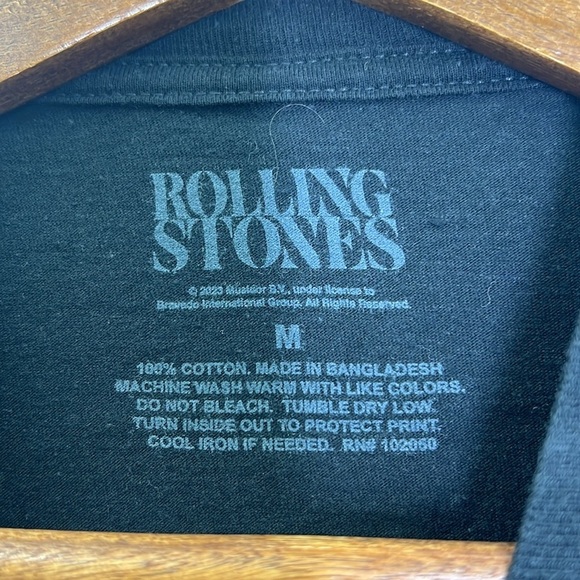 ROLLING
STONES
© 2023 Musidor B.V., under license to
Bravado International Group. All Rights Reserved.
M
100% COTTON. MADE IN BANGLADESH
MACHINE WASH WARM WITH LIKE COLORS.
DO NOT BLEACH. TUMBLE DRY LOW.
TURN INSIDE OUT TO PROTECT PRINT.
COOL IRON IF NEEDED. RN# 102050